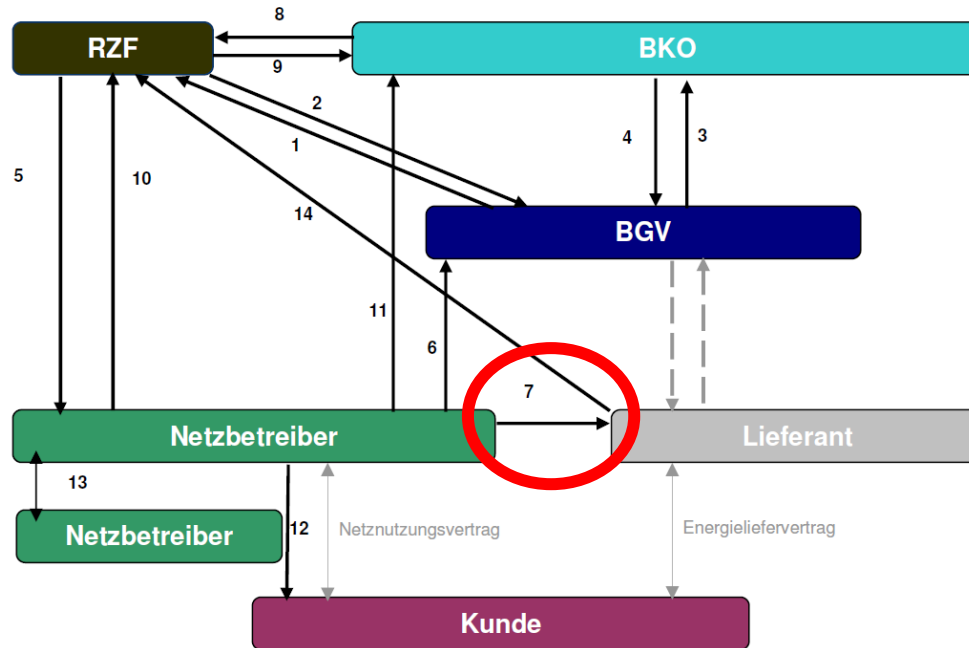 8
RZF
BKO
9
2
1
4
3
5
10
14
BGV
11
6
7
Netzbetreiber
Lieferant
13
Netzbetreiber
12
Netznutzungsvertrag
Energieliefervertrag
Kunde